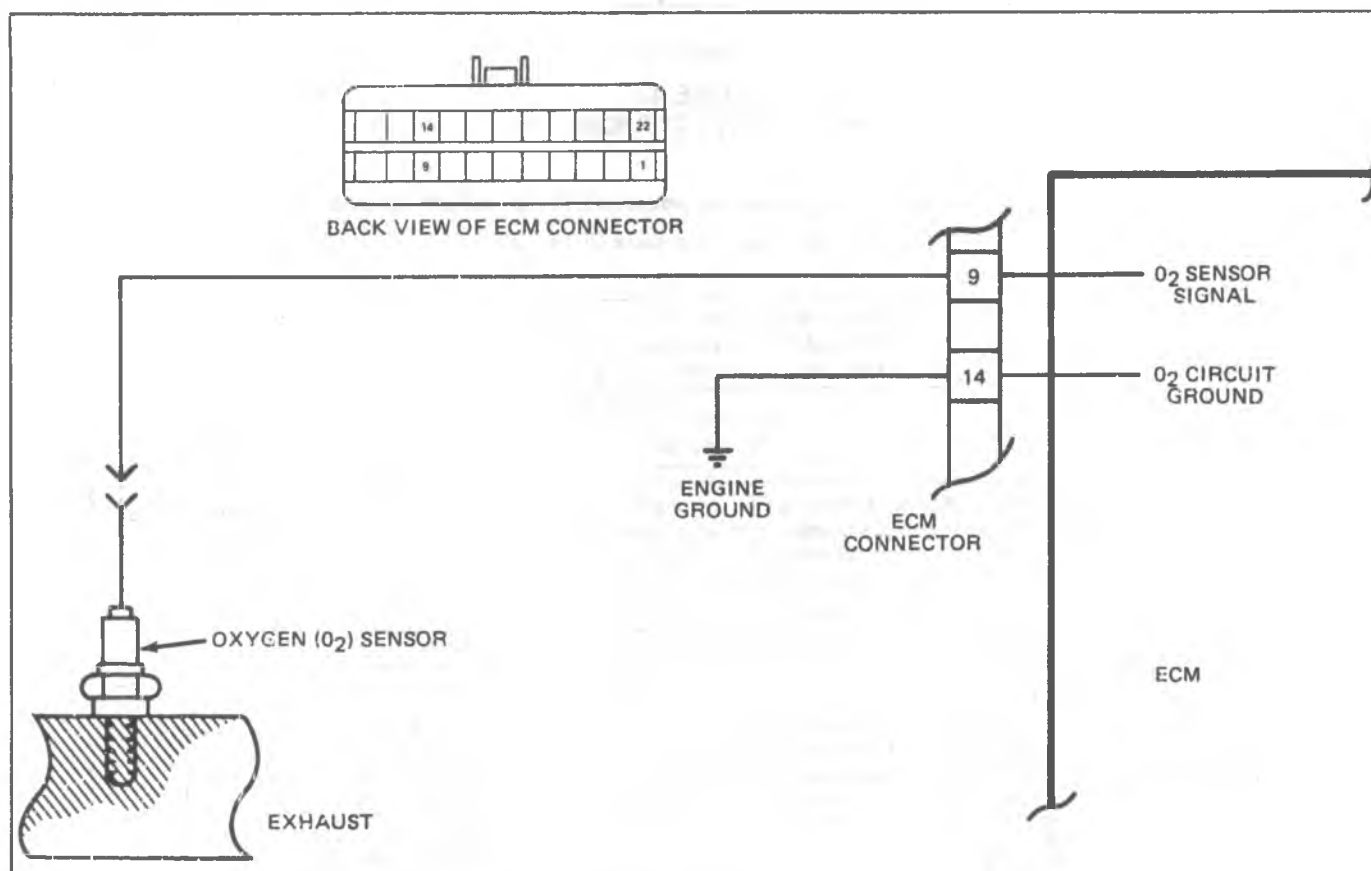 14 22
9 1
BACK VIEW OF ECM CONNECTOR
9
O2 SENSOR
SIGNAL
14
O2 CIRCUIT
GROUND
ENGINE
GROUND
ECM
CONNECTOR
OXYGEN (O2) SENSOR
ECM
EXHAUST